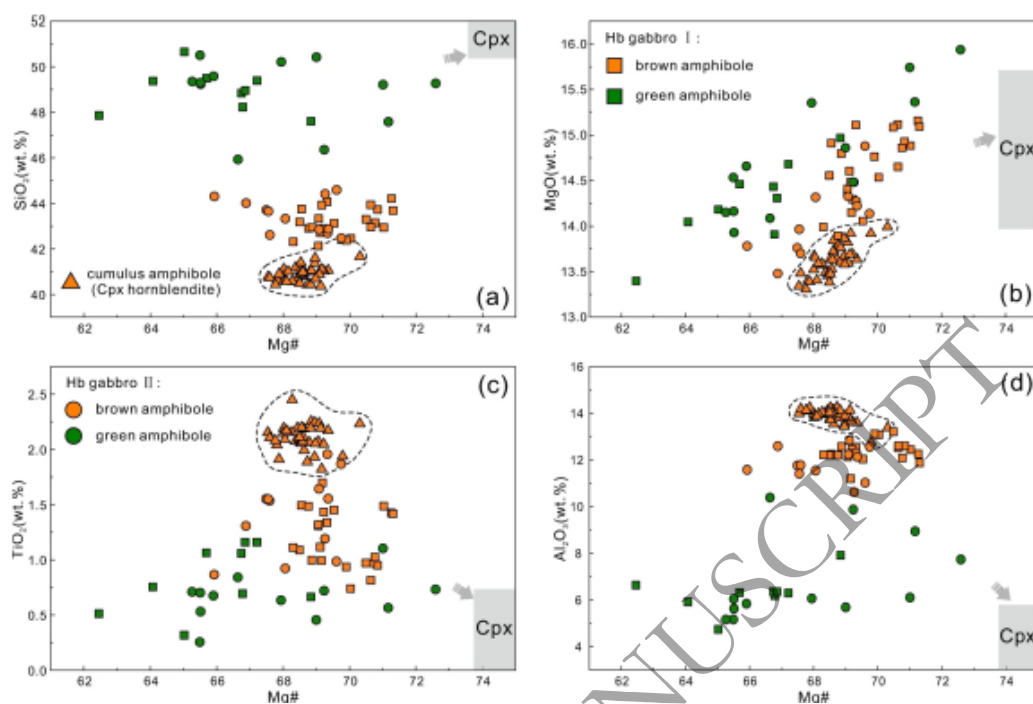 52
50
48
46
44
42
40
SiO₂(wt.%)
Cpx
cumulus amphibole
(Cpx hornblendite)
(a)
62 64 66 68 70 72 74
Mg#
16.0
15.5
15.0
14.5
14.0
13.5
13.0
MgO(wt.%)
Hb gabbro Ⅰ:
brown amphibole
green amphibole
Cpx
(b)
62 64 66 68 70 72 74
Mg#
2.5
2.0
1.5
1.0
0.5
0.0
TiO₂(wt.%)
Hb gabbro Ⅱ:
brown amphibole
green amphibole
(c)
Cpx
62 64 66 68 70 72 74
Mg#
16
14
12
10
8
6
4
Al₂O₃(wt.%)
(d)
Cpx
62 64 66 68 70 72 74
Mg#
NUSCRIPT